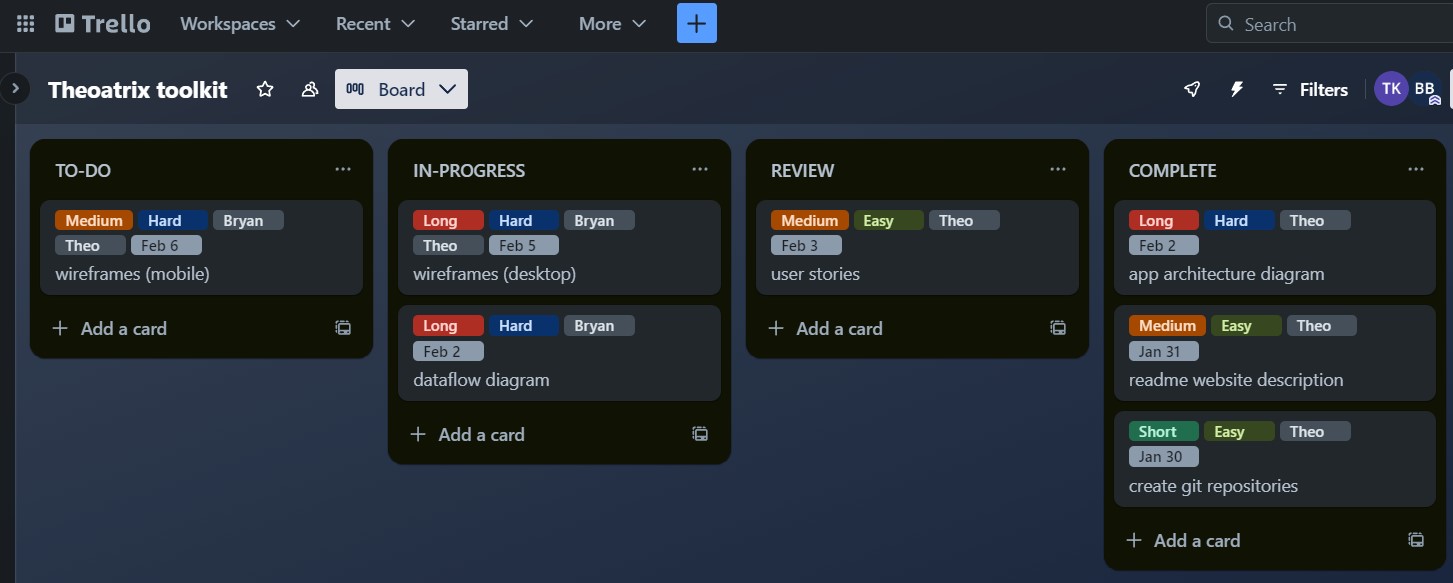 Trello Workspaces Recent Starred More + Search
Theoatrix toolkit Board Filters TK BB
TO-DO
Medium Hard Bryan
Theo Feb 6
wireframes (mobile)
+ Add a card
IN-PROGRESS
Long Hard Bryan
Theo Feb 5
wireframes (desktop)
Long Hard Bryan
Feb 2
dataflow diagram
+ Add a card
REVIEW
Medium Easy Theo
Feb 3
user stories
+ Add a card
COMPLETE
Long Hard Theo
Feb 2
app architecture diagram
Medium Easy Theo
Jan 31
readme website description
Short Easy Theo
Jan 30
create git repositories
+ Add a card